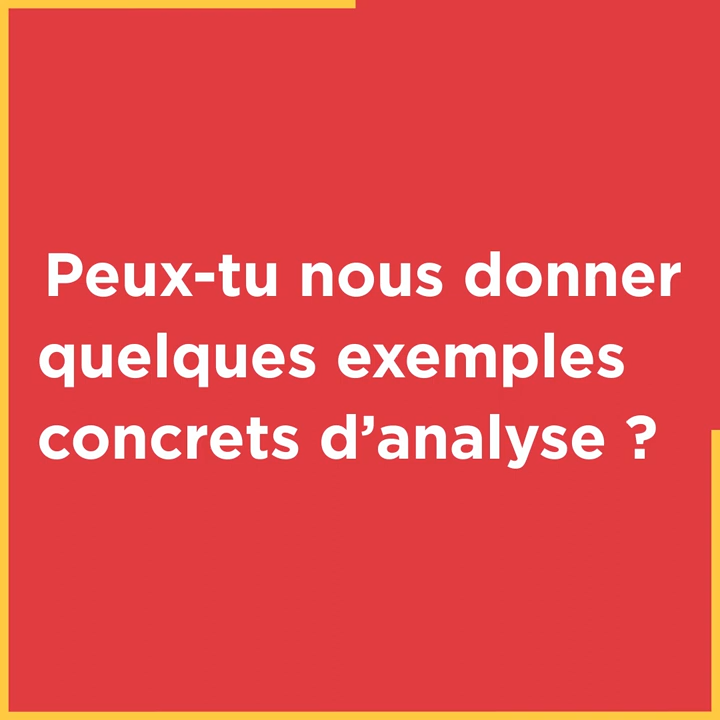 Peux-tu nous donner
quelques exemples
concrets d’analyse ?